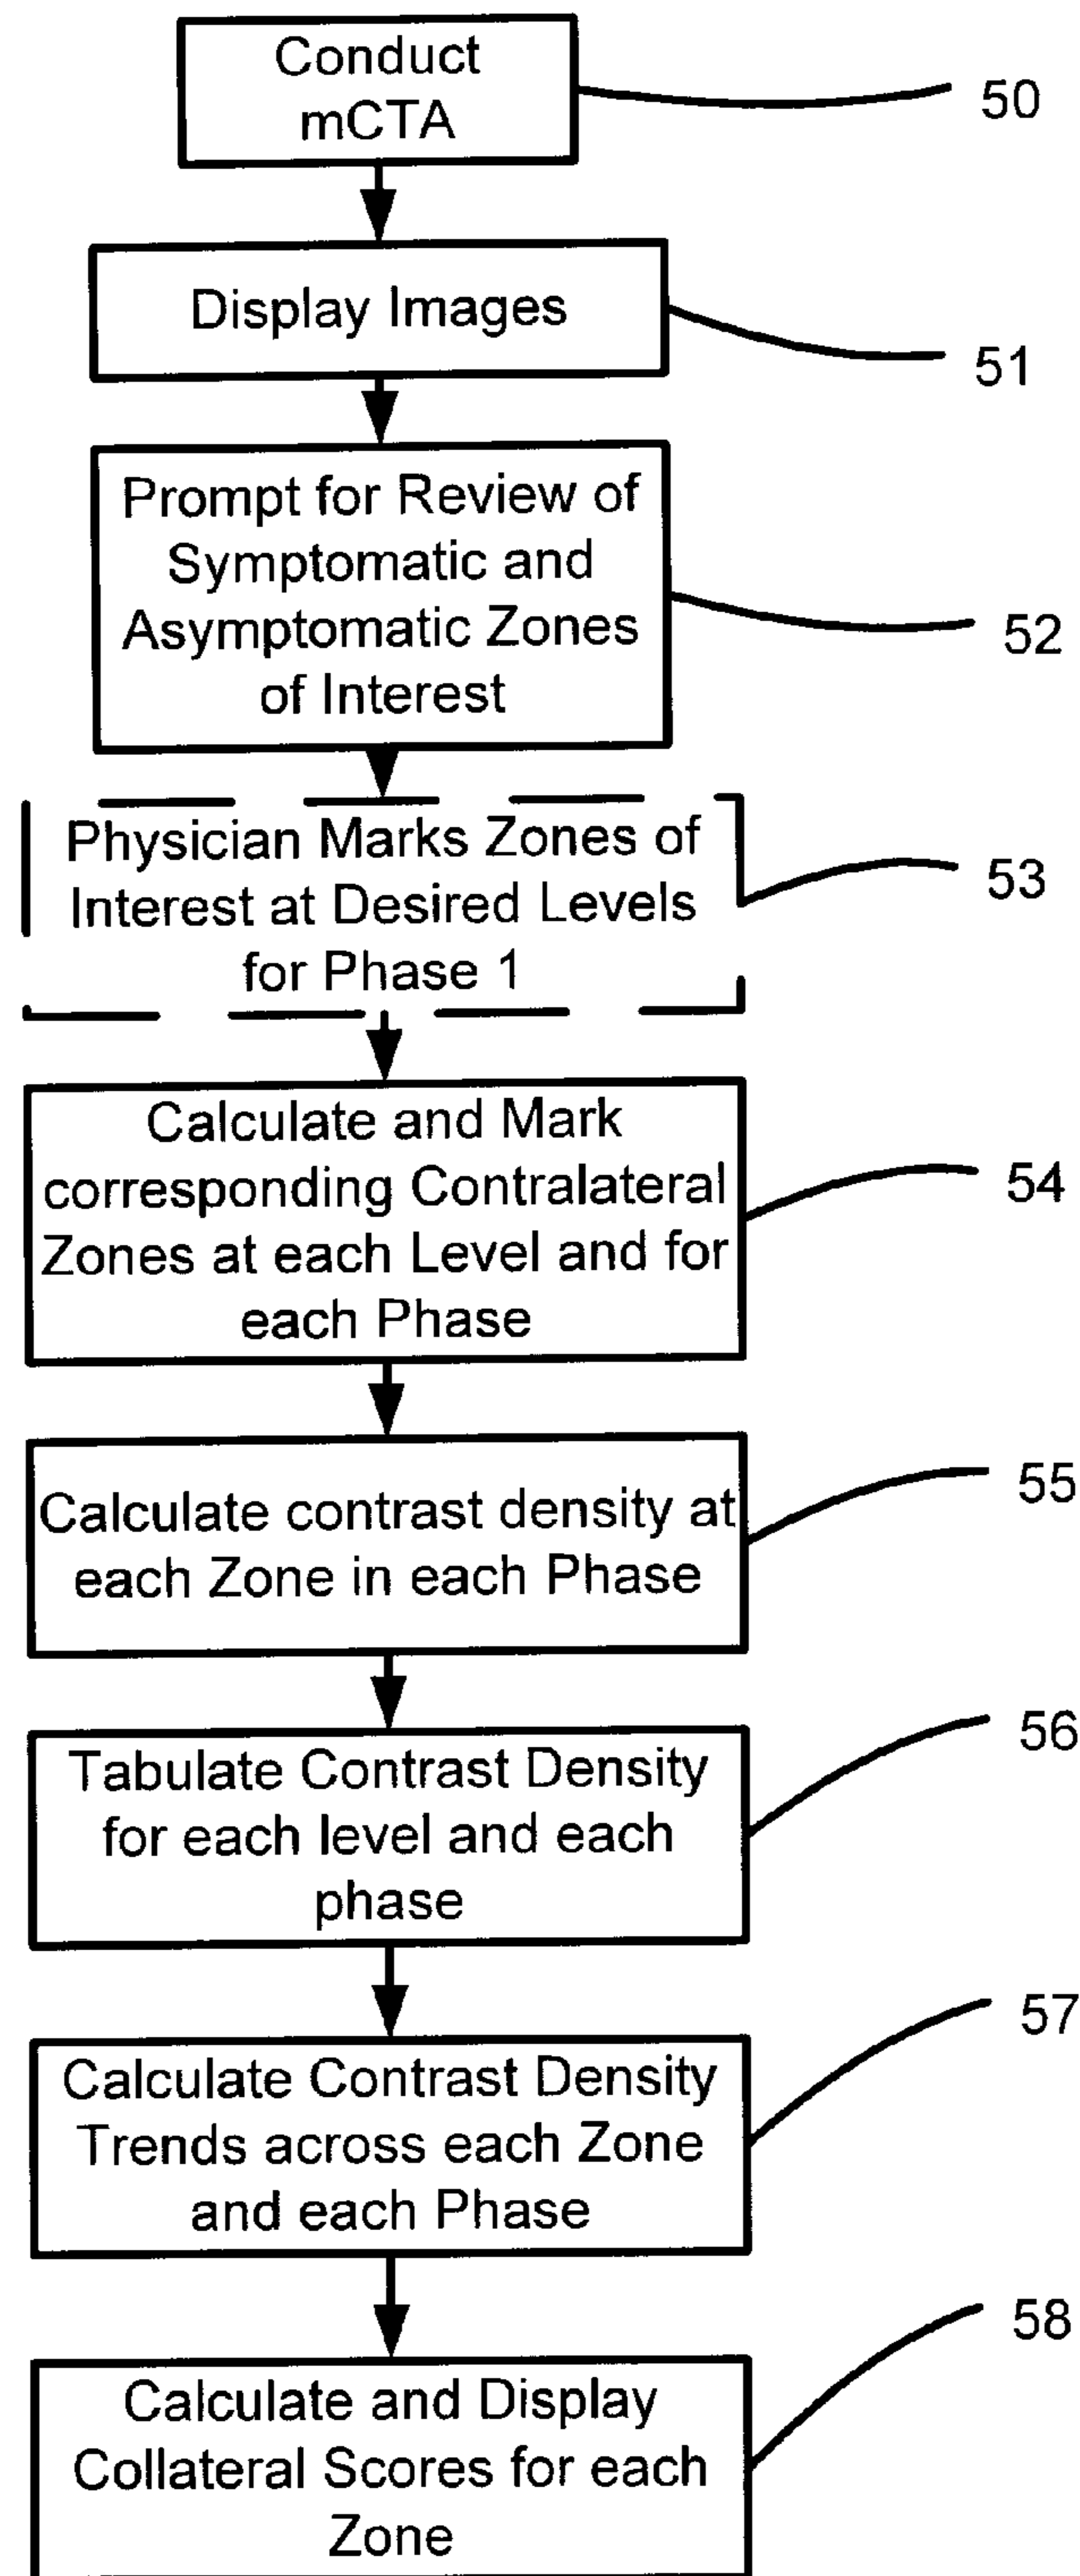 Conduct
mCTA
50
Display Images
51
Prompt for Review of
Symptomatic and
Asymptomatic Zones
of Interest
52
Physician Marks Zones of
Interest at Desired Levels
for Phase 1
53
Calculate and Mark
corresponding Contralateral
Zones at each Level and for
each Phase
54
Calculate contrast density at
each Zone in each Phase
55
Tabulate Contrast Density
for each level and each
phase
56
Calculate Contrast Density
Trends across each Zone
and each Phase
57
Calculate and Display
Collateral Scores for each
Zone
58